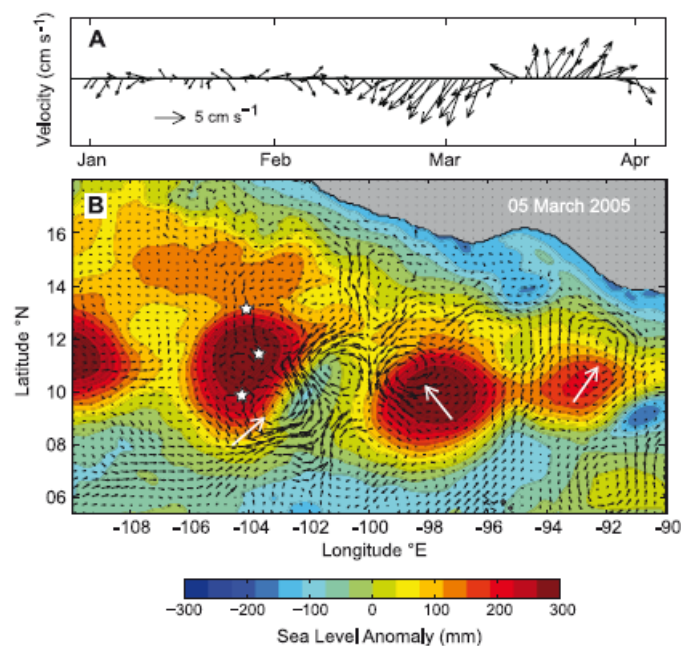 A
Velocity (cm s⁻¹)
5 cm s⁻¹
Jan Feb Mar Apr
B
05 March 2005
Latitude °N
16
14
12
10
08
06
-108 -106 -104 -102 -100 -98 -96 -94 -92 -90
Longitude °E
−300 −200 −100 0 100 200 300
Sea Level Anomaly (mm)